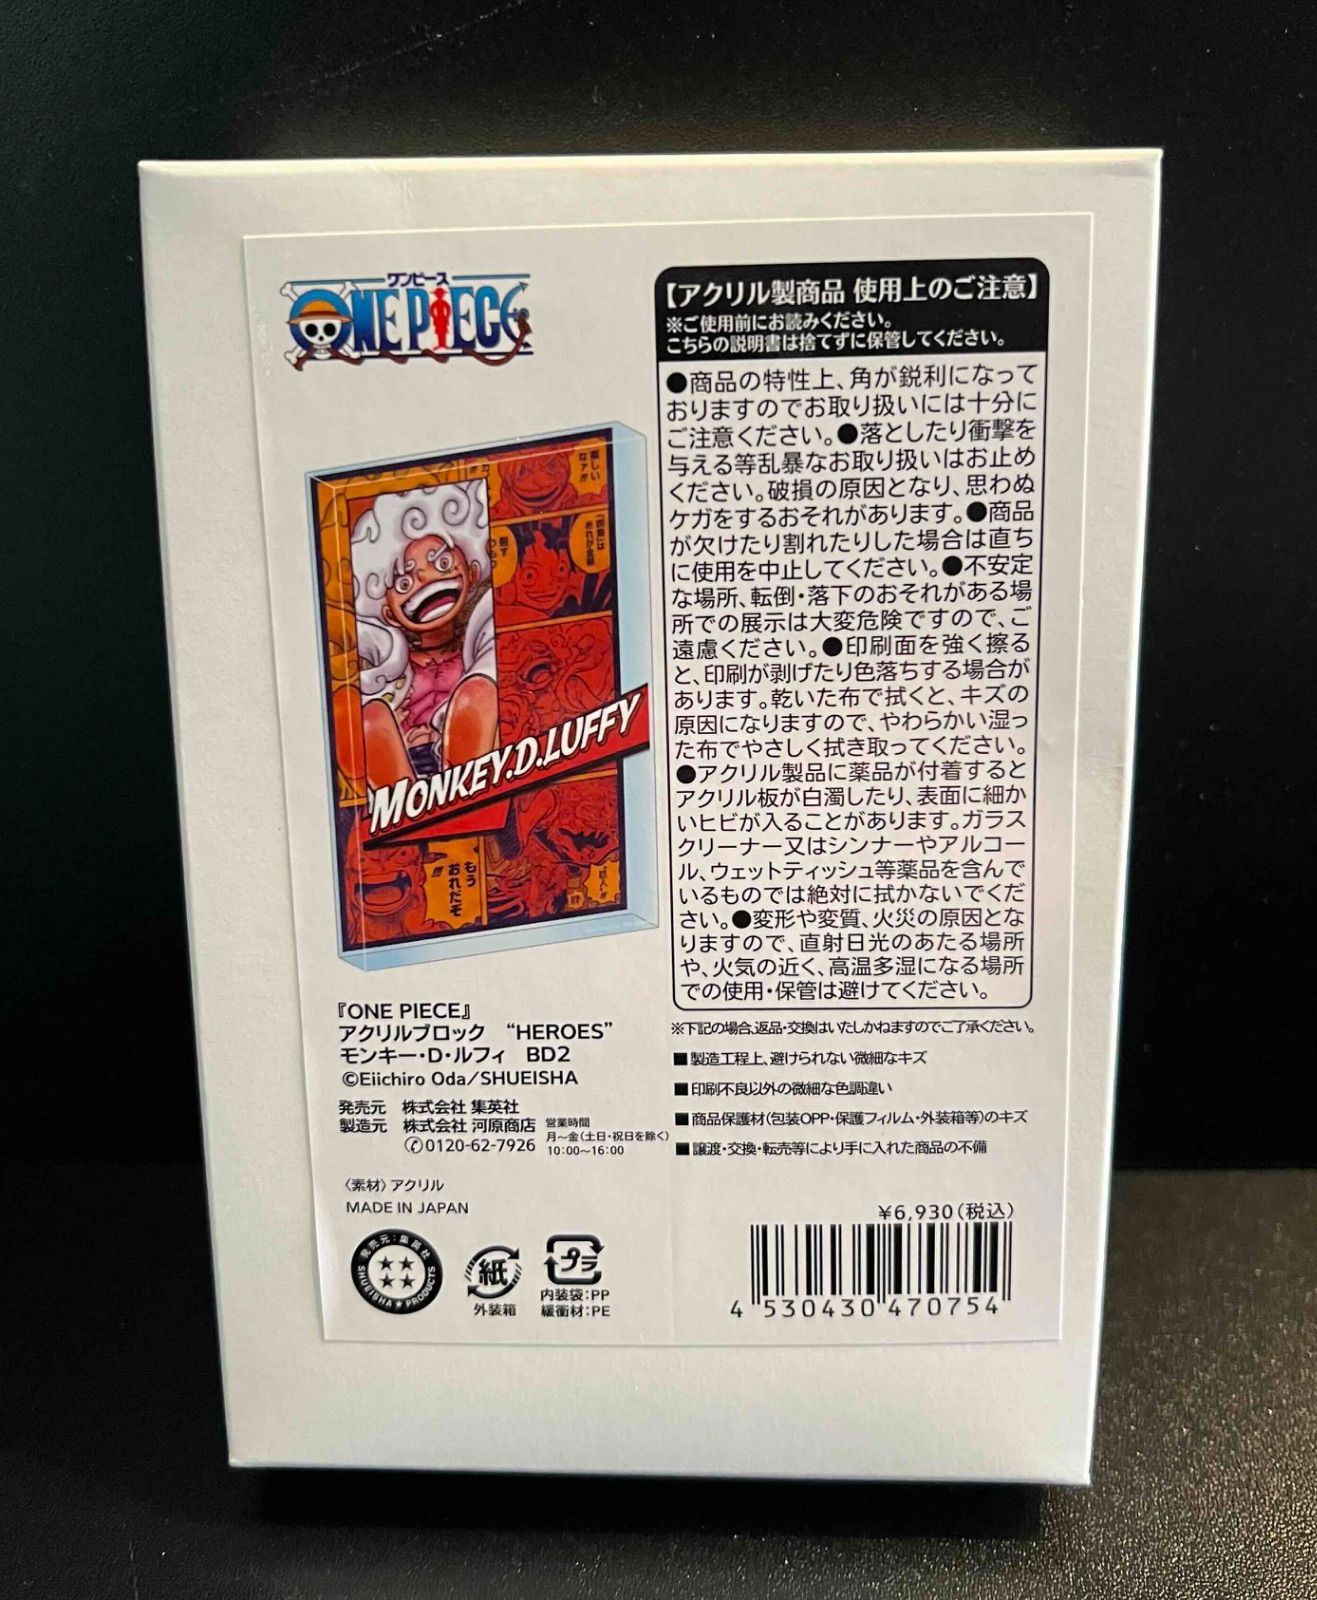 ワンピース
ONE PIECE
楽しい
なァ!!!
MONKEY.D.LUFFY
もう
おれだぞ
!!!
『ONE PIECE』
アクリルブロック “HEROES”
モンキー・D・ルフィ BD2
©Eiichiro Oda/SHUEISHA
発売元 株式会社 集英社
製造元 株式会社 河原商店
✆0120-62-7926
営業時間
月〜金(土日・祝日を除く)
10:00〜16:00
〈素材〉アクリル
MADE IN JAPAN
発売元:集英社
SHUEISHA★PRODUCTS
紙
外装箱
プラ
内装袋:PP
緩衝材:PE
【アクリル製商品 使用上のご注意】
※ご使用前にお読みください。
こちらの説明書は捨てずに保管してください。
●商品の特性上、角が鋭利になって
おりますのでお取り扱いには十分に
ご注意ください。●落としたり衝撃を
与える等乱暴なお取り扱いはお止め
ください。破損の原因となり、思わぬ
ケガをするおそれがあります。●商品
が欠けたり割れたりした場合は直ち
に使用を中止してください。●不安定
な場所、転倒・落下のおそれがある場
所での展示は大変危険ですので、ご
遠慮ください。●印刷面を強く擦る
と、印刷が剥げたり色落ちする場合が
あります。乾いた布で拭くと、キズの
原因になりますので、やわらかい湿っ
た布でやさしく拭き取ってください。
●アクリル製品に薬品が付着すると
アクリル板が白濁したり、表面に細か
いヒビが入ることがあります。ガラス
クリーナー又はシンナーやアルコー
ル、ウェットティッシュ等薬品を含んで
いるものでは絶対に拭かないでくだ
さい。●変形や変質、火災の原因とな
りますので、直射日光のあたる場所
や、火気の近く、高温多湿になる場所
での使用・保管は避けてください。
※下記の場合、返品・交換はいたしかねますのでご了承ください。
■製造工程上、避けられない微細なキズ
■印刷不良以外の微細な色調違い
■商品保護材(包装OPP・保護フィルム・外装箱等)のキズ
■譲渡・交換・転売等により手に入れた商品の不備
¥6,930(税込)
4 530430 470754